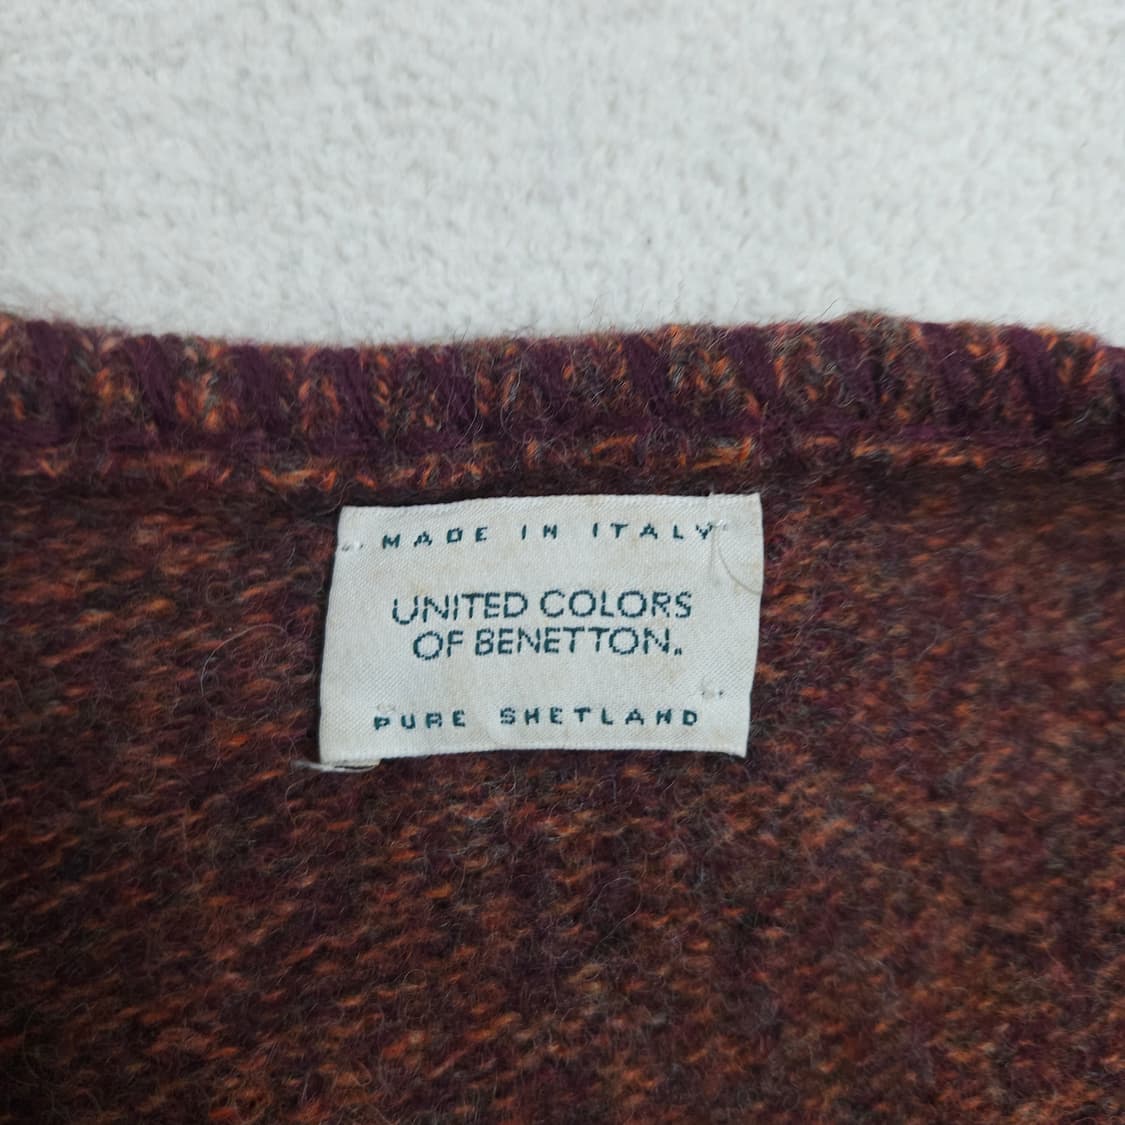 MADE IN ITALY
UNITED COLORS
OF BENETTON.
PURE SHETLAND